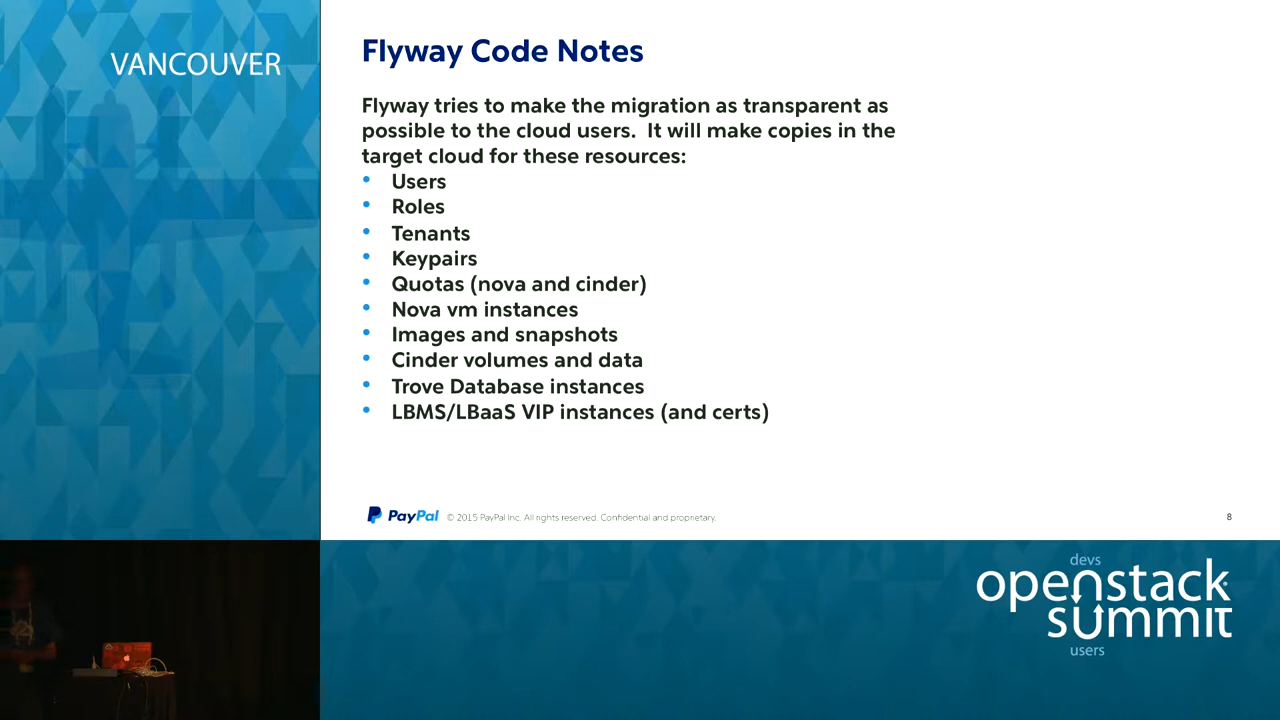 VANCOUVER
Flyway Code Notes
Flyway tries to make the migration as transparent as
possible to the cloud users.  It will make copies in the
target cloud for these resources:
• Users
• Roles
• Tenants
• Keypairs
• Quotas (nova and cinder)
• Nova vm instances
• Images and snapshots
• Cinder volumes and data
• Trove Database instances
• LBMS/LBaaS VIP instances (and certs)
PayPal © 2015 PayPal Inc. All rights reserved. Confidential and proprietary.
8
devs
openstack
summit
users